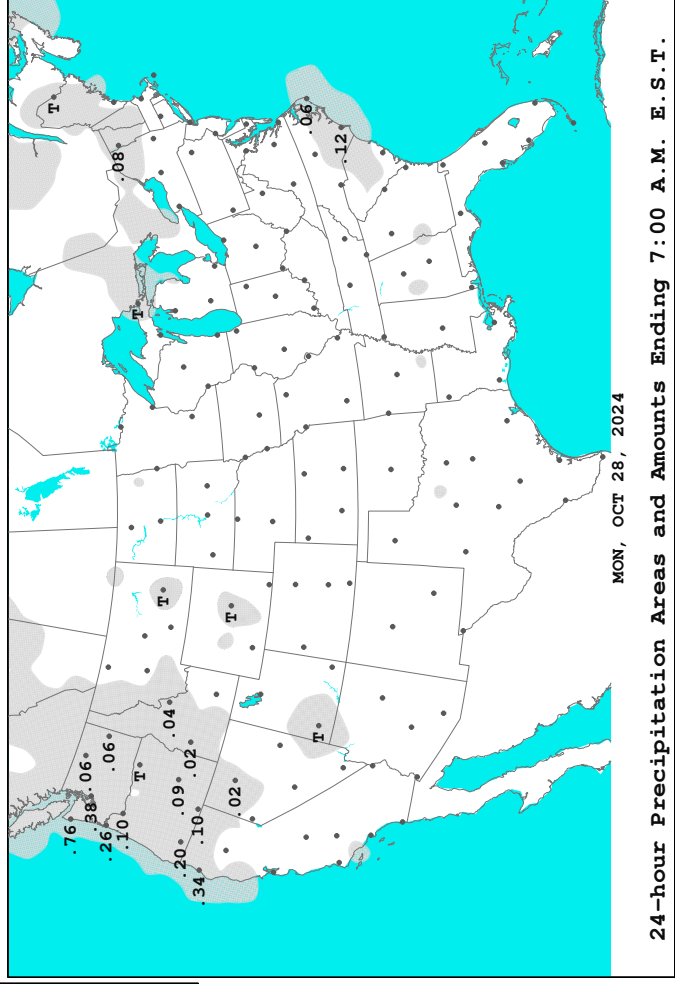 T
.76
.06
.38
.26
.06
.08
.10
T
T
T
.04
.09
.20
.02
.10
.34
T
.02
.06
T
.12
MON, OCT 28, 2024
24-hour Precipitation Areas and Amounts Ending 7:00 A.M. E.S.T.